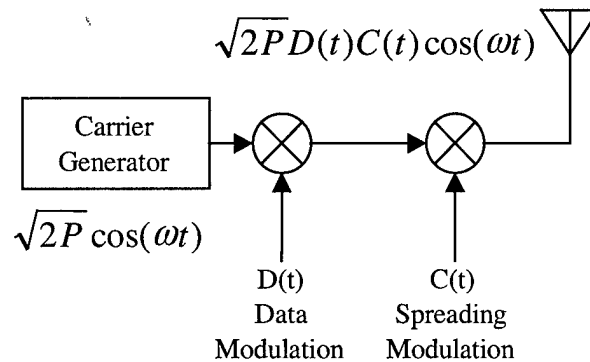 √2P D(t)C(t)cos(ωt)
Carrier
Generator
√2P cos(ωt)
D(t)
Data
Modulation
C(t)
Spreading
Modulation